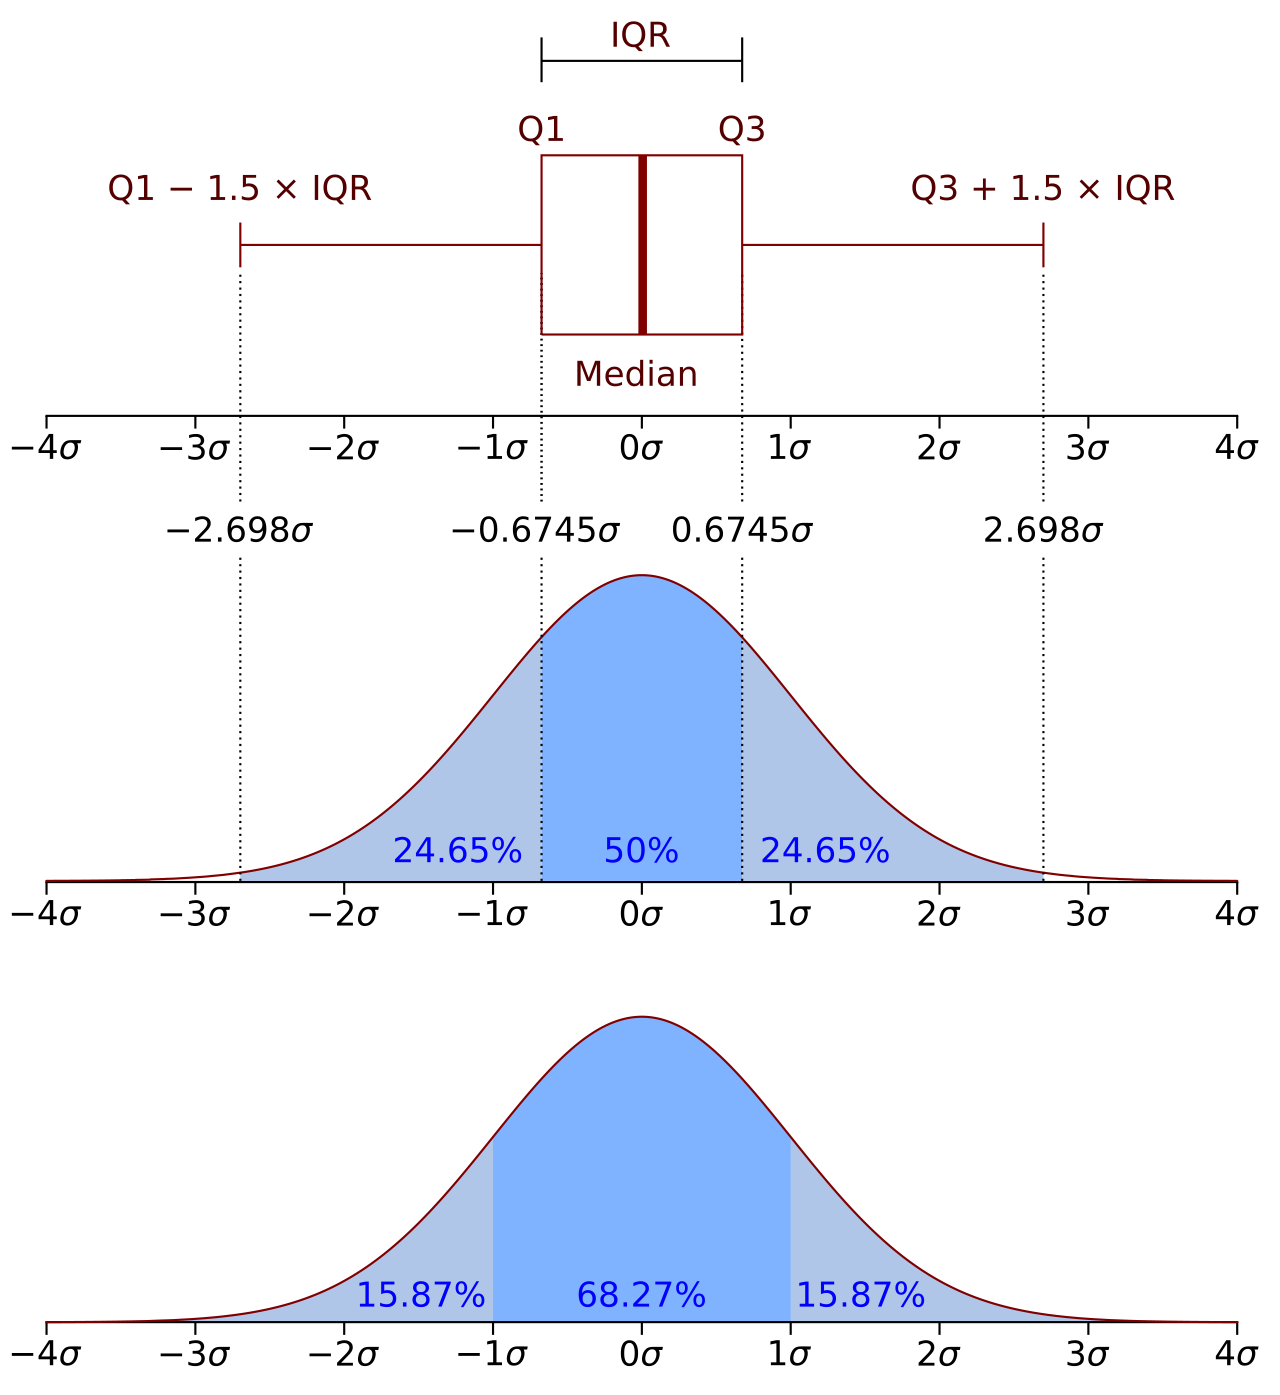 IQR
Q1 Q3
Q1 − 1.5 × IQR Q3 + 1.5 × IQR
Median
−4σ −3σ −2σ −1σ 0σ 1σ 2σ 3σ 4σ
−2.698σ −0.6745σ 0.6745σ 2.698σ
24.65% 50% 24.65%
−4σ −3σ −2σ −1σ 0σ 1σ 2σ 3σ 4σ
15.87% 68.27% 15.87%
−4σ −3σ −2σ −1σ 0σ 1σ 2σ 3σ 4σ